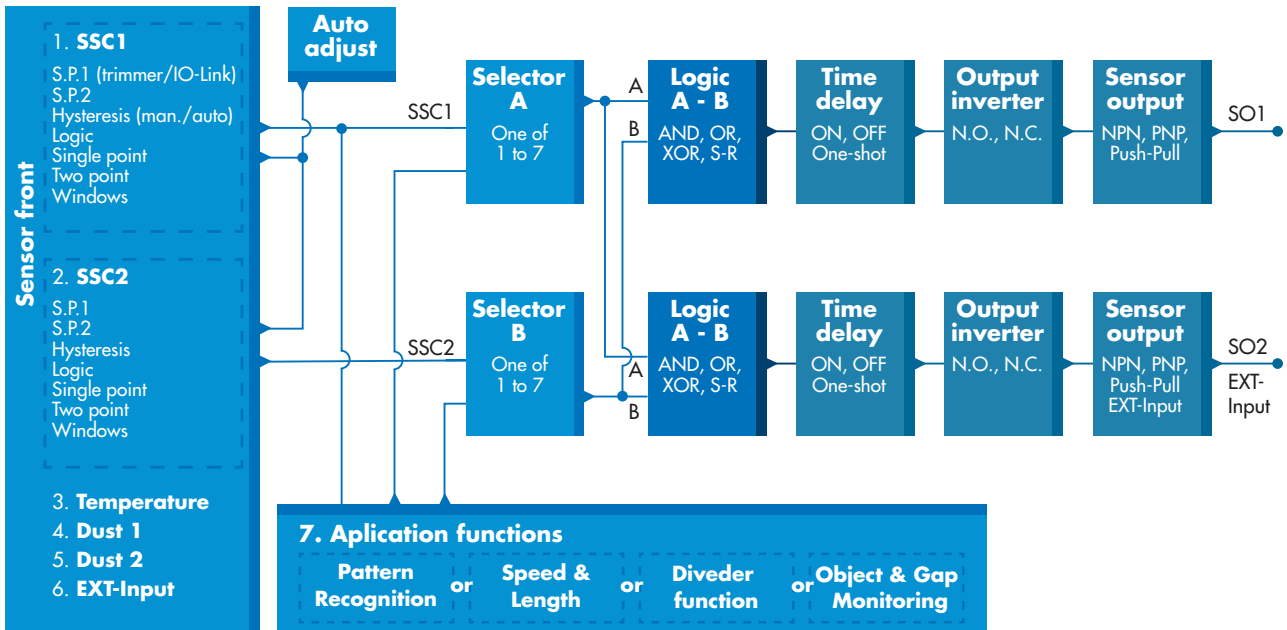 Sensor front
1. SSC1
S.P.1 (trimmer/IO-Link)
S.P.2
Hysteresis (man./auto)
Logic
Single point
Two point
Windows
2. SSC2
S.P.1
S.P.2
Hysteresis
Logic
Single point
Two point
Windows
3. Temperature
4. Dust 1
5. Dust 2
6. EXT-Input
Auto
adjust
SSC1
Selector
A
One of
1 to 7
A
B
Logic
A - B
AND, OR,
XOR, S-R
Time
delay
ON, OFF
One-shot
Output
inverter
N.O., N.C.
Sensor
output
NPN, PNP,
Push-Pull
SO1
SSC2
Selector
B
One of
1 to 7
A
B
Logic
A - B
AND, OR,
XOR, S-R
Time
delay
ON, OFF
One-shot
Output
inverter
N.O., N.C.
Sensor
output
NPN, PNP,
Push-Pull
EXT-Input
SO2
EXT-
Input
7. Aplication functions
Pattern
Recognition
or
Speed &
Length
or
Diveder
function
or
Object & Gap
Monitoring